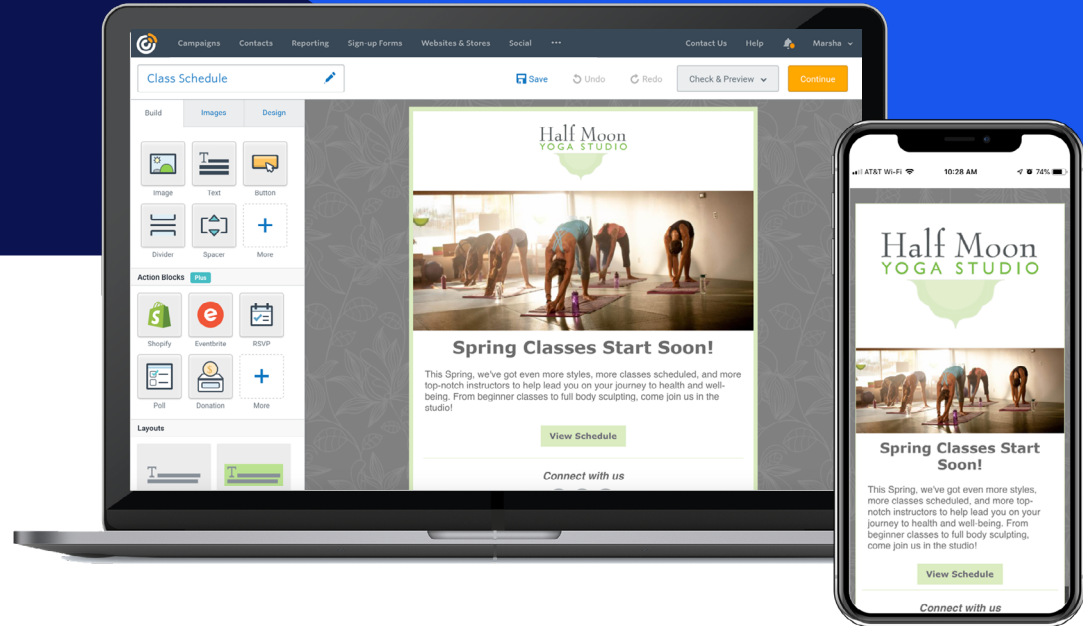 Campaigns Contacts Reporting Sign-up Forms Websites & Stores Social ••• Contact Us Help Marsha
Class Schedule
Save Undo Redo Check & Preview Continue
Build Images Design
Image Text Button
Divider Spacer More
Action Blocks Plus
Shopify Eventbrite RSVP
Poll Donation More
Layouts
T T
Half Moon
YOGA STUDIO
Spring Classes Start Soon!
This Spring, we've got even more styles, more classes scheduled, and more
top-notch instructors to help lead you on your journey to health and well-
being. From beginner classes to full body sculpting, come join us in the
studio!
View Schedule
Connect with us
AT&T Wi-Fi 10:28 AM 74%
Half Moon
YOGA STUDIO
Spring Classes Start
Soon!
This Spring, we've got even more styles,
more classes scheduled, and more top-
notch instructors to help lead you on your
journey to health and well-being. From
beginner classes to full body sculpting,
come join us in the studio!
View Schedule
Connect with us